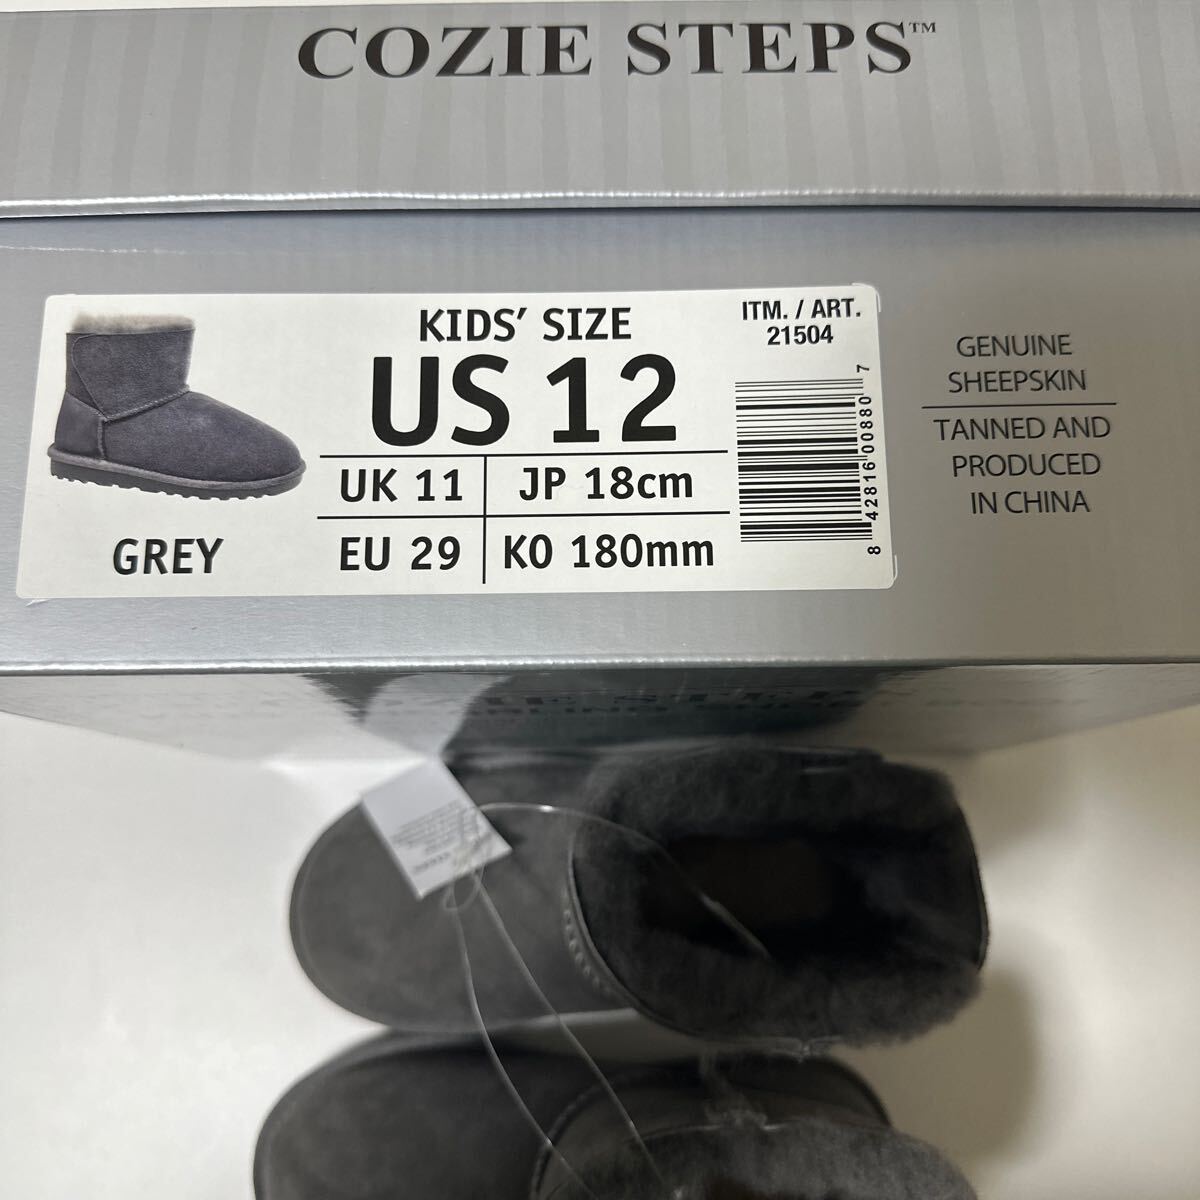 COZIE STEPS™
KIDS' SIZE
US 12
UK 11
JP 18cm
EU 29
KO 180mm
GREY
ITM. / ART.
21504
8 42816 00880 7
GENUINE
SHEEPSKIN
TANNED AND
PRODUCED
IN CHINA